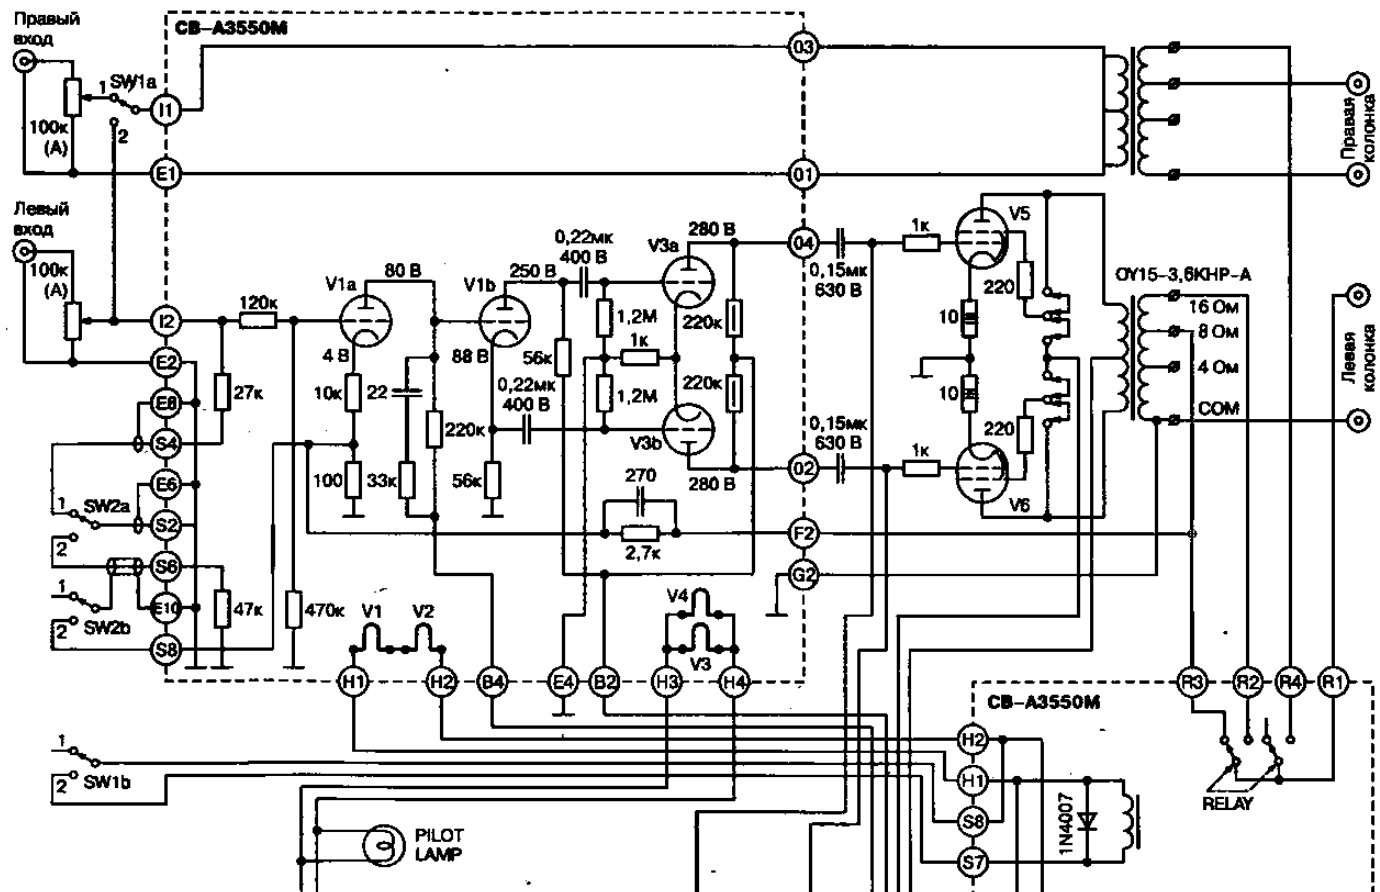 Правый
вход
СВ-А3550М
SW1a
1
2
100к
(А)
I1
E1
03
01
Правая
колонка
Левый
вход
100к
(А)
I2
E2
E8
S4
E6
S2
S6
E10
S8
120к
27к
47к
470к
V1a
80 В
4 В
10к
100
22
33к
220к
V1b
250 В
88 В
56к
56к
0,22мк
400 В
0,22мк
400 В
1,2М
1к
1,2М
V3a
280 В
220к
220к
V3b
280 В
270
2,7к
04
02
F2
G2
0,15мк
630 В
0,15мк
630 В
1к
1к
V5
V6
220
220
10
10
OY15-3,6КНР-А
16 Ом
8 Ом
4 Ом
COM
Левая
колонка
1
SW2a
2
1
SW2b
2
V1
V2
V4
V3
H1
H2
B4
E4
B2
H3
H4
R3
R2
R4
R1
СВ-А3550М
1
SW1b
2
H2
H1
S8
S7
1N4007
RELAY
PILOT
LAMP